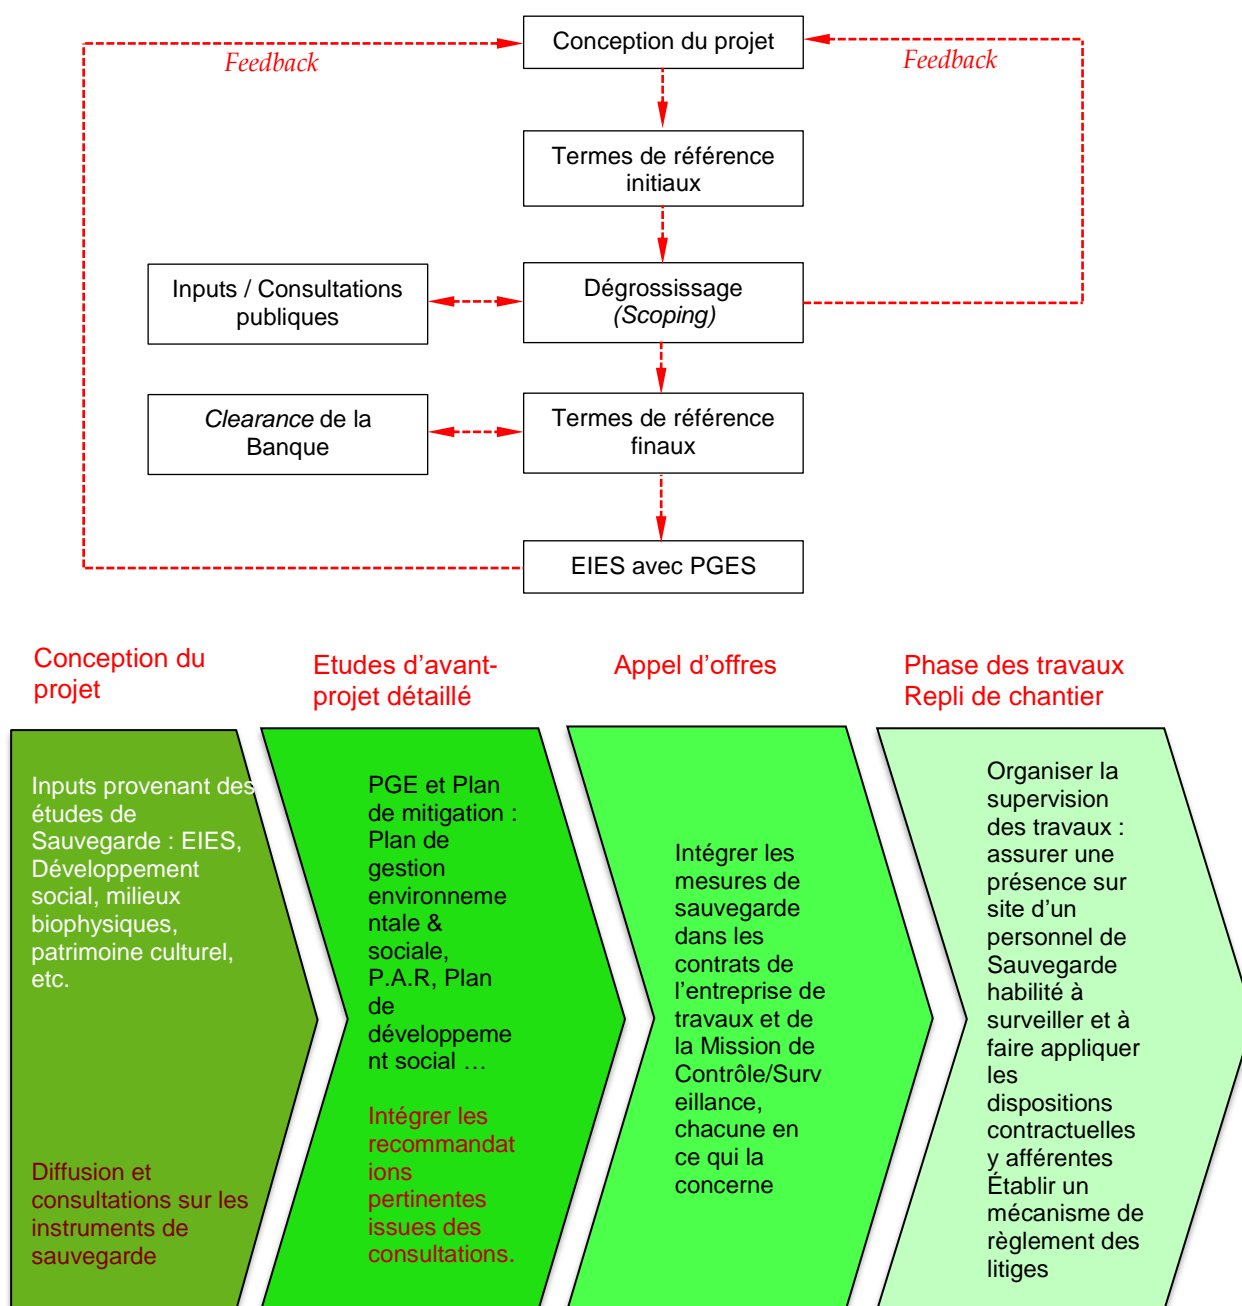 Conception du projet
Feedback
Feedback
Termes de référence
initiaux
Inputs / Consultations
publiques
Dégrossissage
(Scoping)
Clearance de la
Banque
Termes de référence
finaux
EIES avec PGES
Conception du
projet
Etudes d’avant-
projet détaillé
Appel d’offres
Phase des travaux
Repli de chantier
Inputs provenant des
études de
Sauvegarde : EIES,
Développement
social, milieux
biophysiques,
patrimoine culturel,
etc.
Diffusion et
consultations sur les
instruments de
sauvegarde
PGE et Plan
de mitigation :
Plan de
gestion
environneme
ntale &
sociale,
P.A.R, Plan
de
développeme
nt social …
Intégrer les
recommandat
ions
pertinentes
issues des
consultations.
Intégrer les
mesures de
sauvegarde
dans les
contrats de
l’entreprise de
travaux et de
la Mission de
Contrôle/Surv
eillance,
chacune en
ce qui la
concerne
Organiser la
supervision
des travaux :
assurer une
présence sur
site d’un
personnel de
Sauvegarde
habilité à
surveiller et à
faire appliquer
les
dispositions
contractuelles
y afférentes
Établir un
mécanisme de
règlement des
litiges